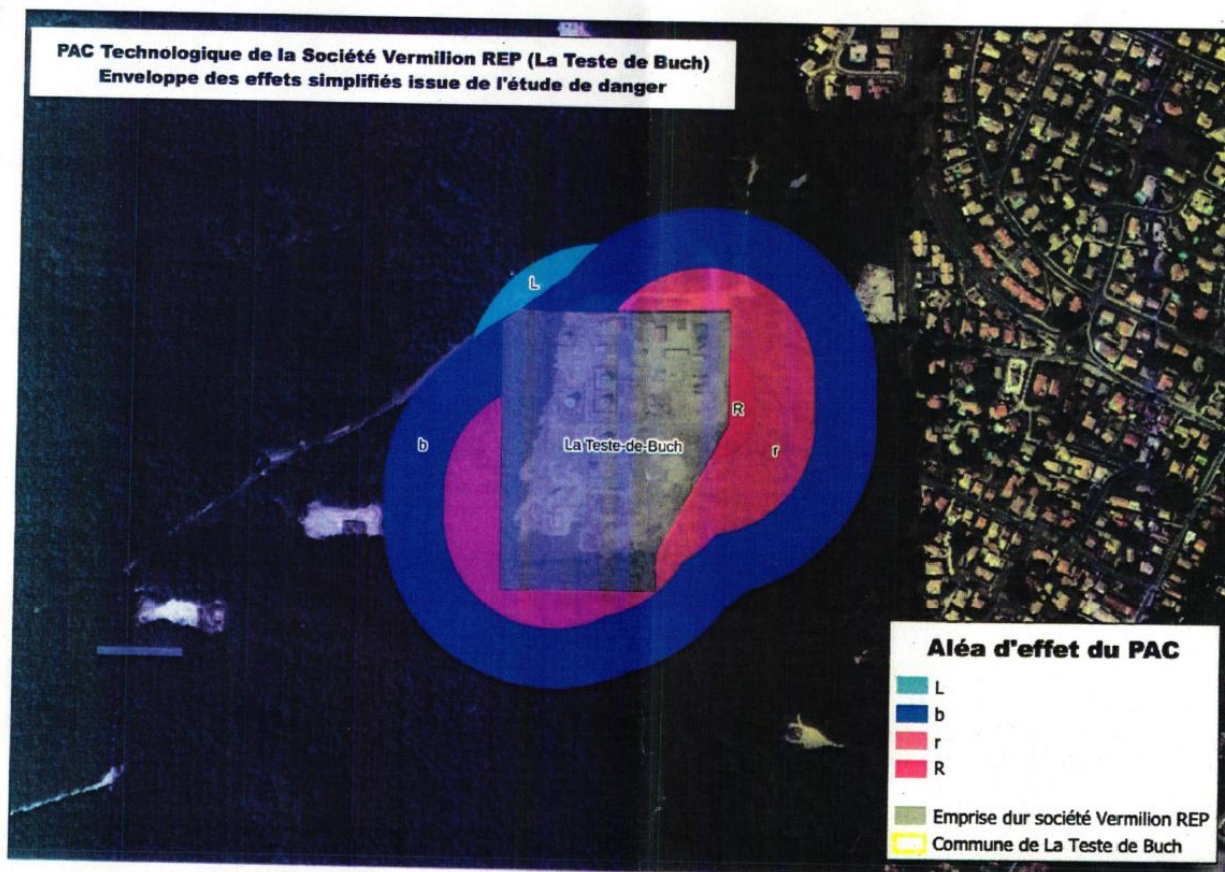 PAC Technologique de la Société Vermilion REP (La Teste de Buch)
Enveloppe des effets simplifiés issue de l'étude de danger
L
R
b
La Teste-de-Buch
r
Aléa d'effet du PAC
L
b
r
R
Emprise dur société Vermilion REP
Commune de La Teste de Buch